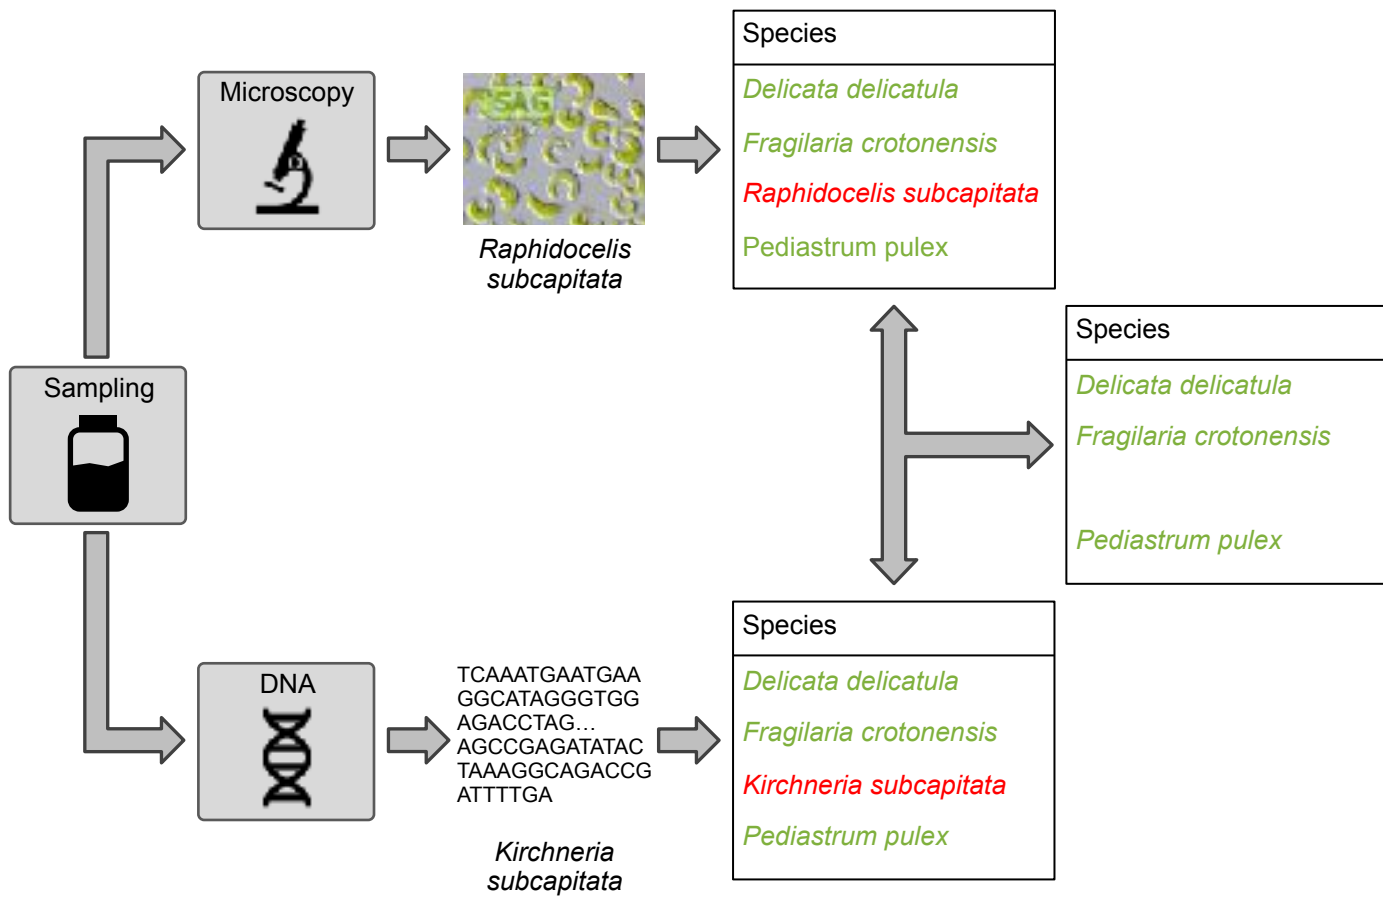 Species
Delicata delicatula
Fragilaria crotonensis
Raphidocelis subcapitata
Pediastrum pulex
Microscopy
SAG
Raphidocelis
subcapitata
Species
Delicata delicatula
Fragilaria crotonensis
Pediastrum pulex
Sampling
DNA
TCAAATGAATGAA
GGCATAGGGTGG
AGACCTAG...
AGCCGAGATATAC
TAAAGGCAGACCG
ATTTTGA
Kirchneria
subcapitata
Species
Delicata delicatula
Fragilaria crotonensis
Kirchneria subcapitata
Pediastrum pulex